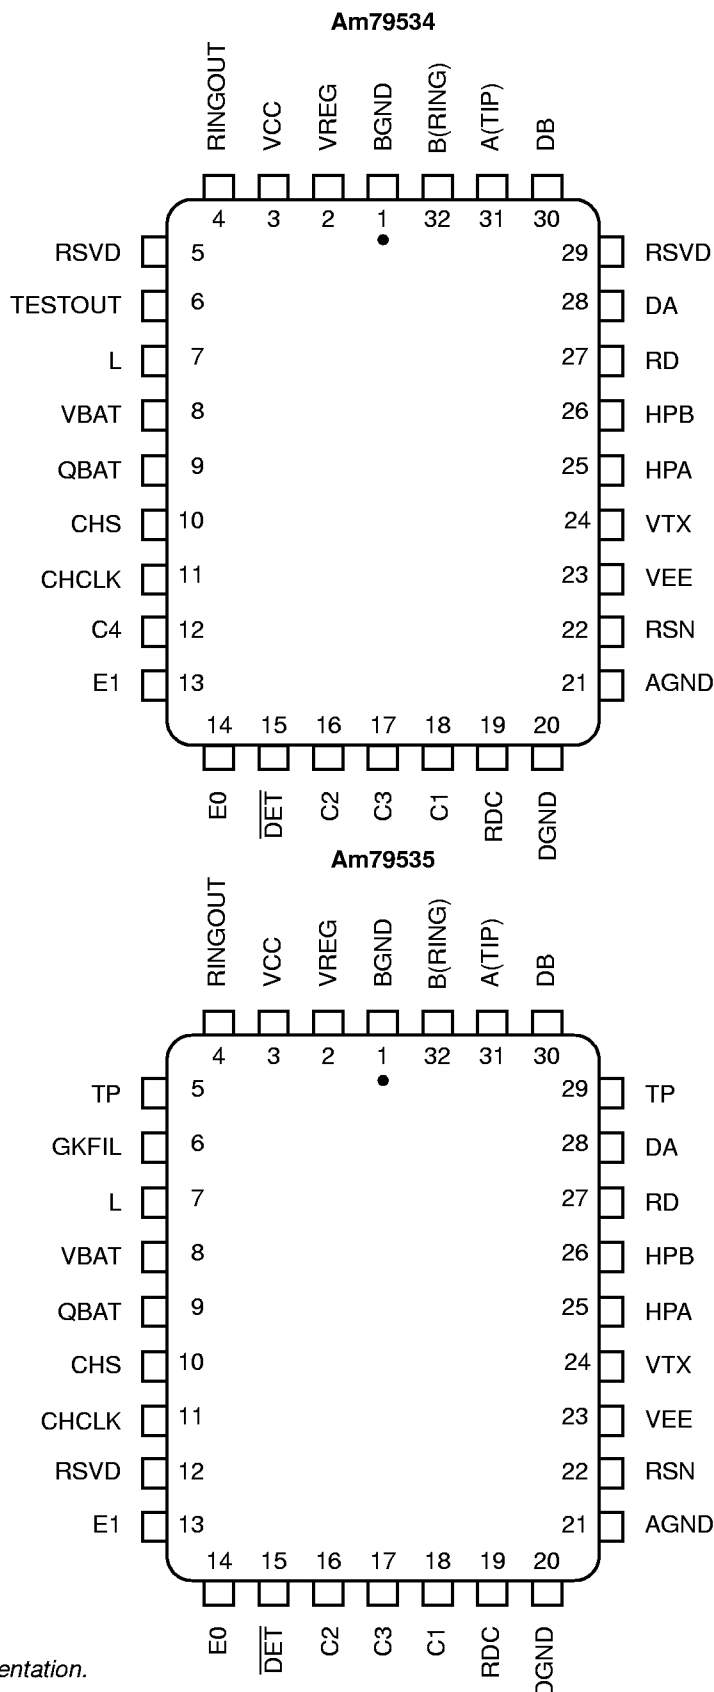 Am79534
RINGOUT
VCC
VREG
BGND
B(RING)
A(TIP)
DB
4 3 2 1 32 31 30
RSVD 5 29 RSVD
TESTOUT 6 28 DA
L 7 27 RD
VBAT 8 26 HPB
QBAT 9 25 HPA
CHS 10 24 VTX
CHCLK 11 23 VEE
C4 12 22 RSN
E1 13 21 AGND
14 15 16 17 18 19 20
E0
DET
C2
C3
C1
RDC
DGND
Am79535
RINGOUT
VCC
VREG
BGND
B(RING)
A(TIP)
DB
4 3 2 1 32 31 30
TP 5 29 TP
GKFIL 6 28 DA
L 7 27 RD
VBAT 8 26 HPB
QBAT 9 25 HPA
CHS 10 24 VTX
CHCLK 11 23 VEE
RSVD 12 22 RSN
E1 13 21 AGND
14 15 16 17 18 19 20
E0
DET
C2
C3
C1
RDC
DGND
entation.